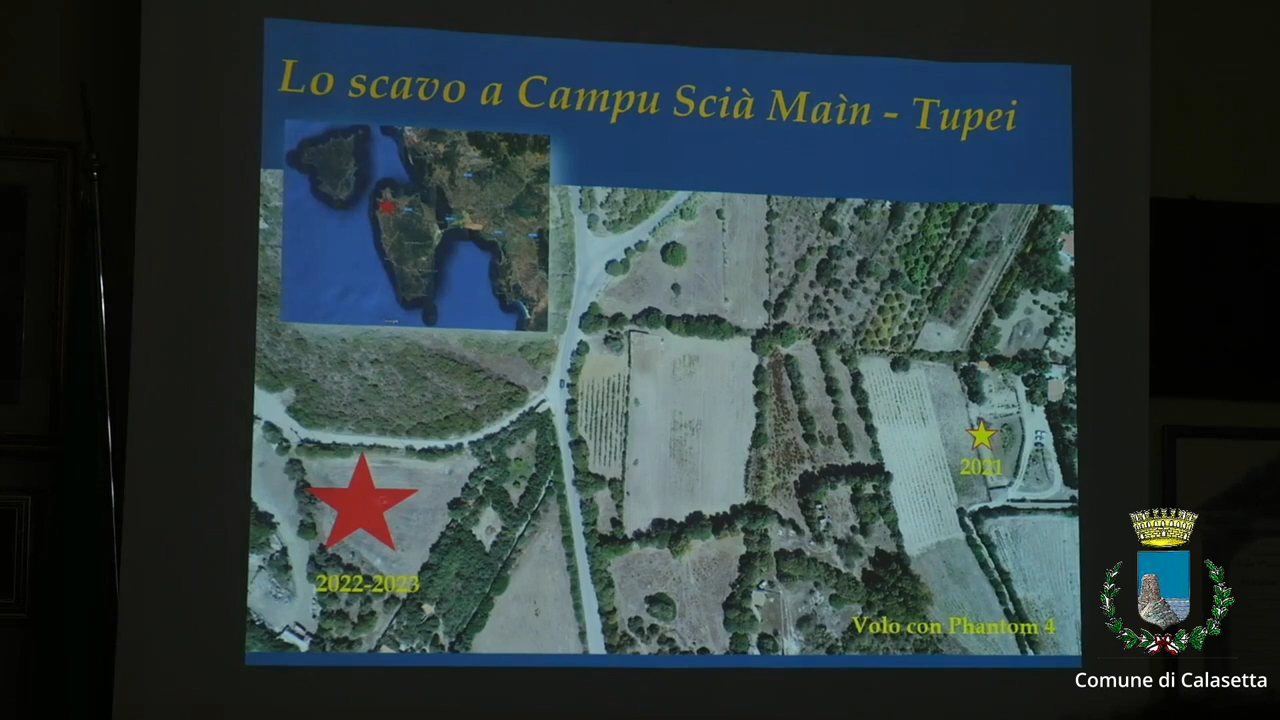 Lo scavo a Campu Scià Maìn - Tupei
2021
2022-2023
Volo con Phantom 4
Comune di Calasetta